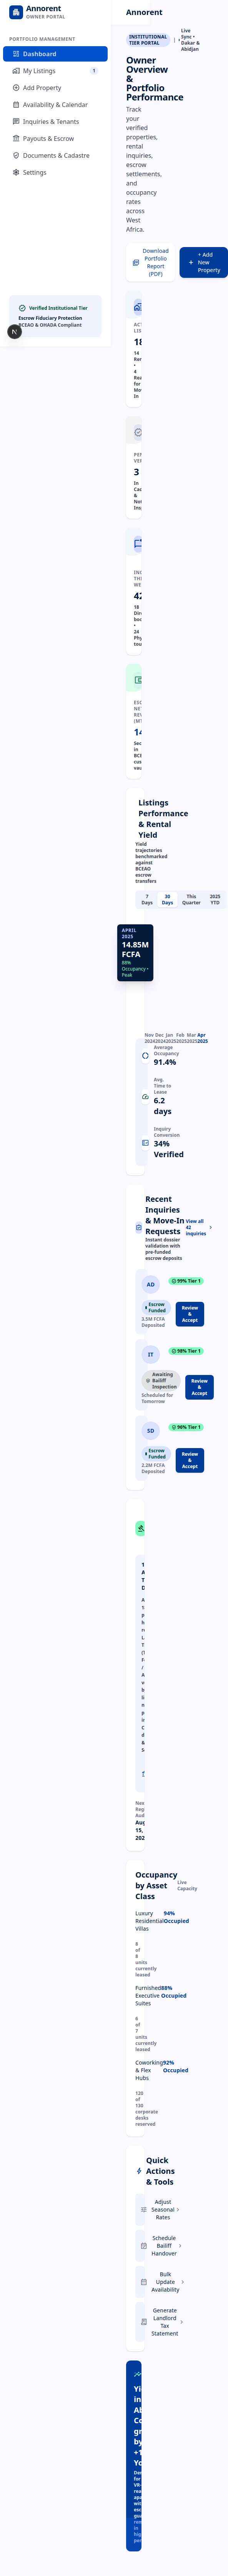 Annorent
OWNER PORTAL
PORTFOLIO MANAGEMENT
Dashboard
My Listings
1
Add Property
Availability & Calendar
Inquiries & Tenants
Payouts & Escrow
Documents & Cadastre
Settings
Verified Institutional Tier
Escrow Fiduciary Protection
BCEAO & OHADA Compliant
N
Annorent
INSTITUTIONAL
TIER PORTAL
Live
Sync •
Dakar &
Abidjan
Owner
Overview
&
Portfolio
Performance
Track
your
verified
properties,
rental
inquiries,
escrow
settlements,
and
occupancy
rates
across
West
Africa.
Download
Portfolio
Report
(PDF)
+ Add
New
Property
3
In
Listings
Performance
& Rental
Yield
Yield
trajectories
benchmarked
against
BCEAO
escrow
transfers
7
Days
30
Days
This
Quarter
2025
YTD
APRIL
2025
14.85M
FCFA
88%
Occupancy •
Peak
Nov
2024
Dec
2024
Jan
2025
Feb
2025
Mar
2025
Apr
2025
Average
Occupancy
91.4%
Avg.
Time to
Lease
6.2
days
Inquiry
Conversion
34%
Verified
Recent
Inquiries
& Move-In
Requests
Instant dossier
validation with
pre-funded
escrow deposits
View all
42
inquiries
AD
99% Tier 1
Escrow
Funded
3.5M FCFA
Deposited
Review
&
Accept
IT
98% Tier 1
Awaiting
Bailiff
Inspection
Scheduled for
Tomorrow
Review
&
Accept
SD
96% Tier 1
Escrow
Funded
2.2M FCFA
Deposited
Review
&
Accept
15,
Occupancy
by Asset
Class
Live
Capacity
Luxury
Residential
Villas
94%
Occupied
8
of
8
units
currently
leased
Furnished
Executive
Suites
88%
Occupied
6
of
7
units
currently
leased
Coworking
& Flex
Hubs
92%
Occupied
120
of
130
corporate
desks
reserved
Quick
Actions
& Tools
Adjust
Seasonal
Rates
Schedule
Bailiff
Handover
Bulk
Update
Availability
Generate
Landlord
Tax
Statement